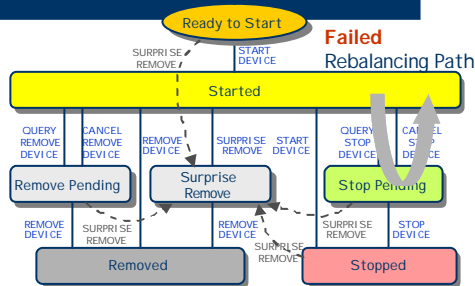 Ready to Start
Failed
Rebalancing Path
SURPRISE
REMOVE
START
DEVICE
Started
QUERY
REMOVE
DEVICE
CANCEL
REMOVE
DEVICE
REMOVE
DEVICE
SURPRISE
REMOVE
START
DEVICE
QUERY
STOP
DEVICE
CANCEL
STOP
DEVICE
Remove Pending
Surprise
Remove
Stop Pending
REMOVE
DEVICE
SURPRISE
REMOVE
REMOVE
DEVICE
SURPRISE
REMOVE
SURPRISE
REMOVE
STOP
DEVICE
Removed
Stopped